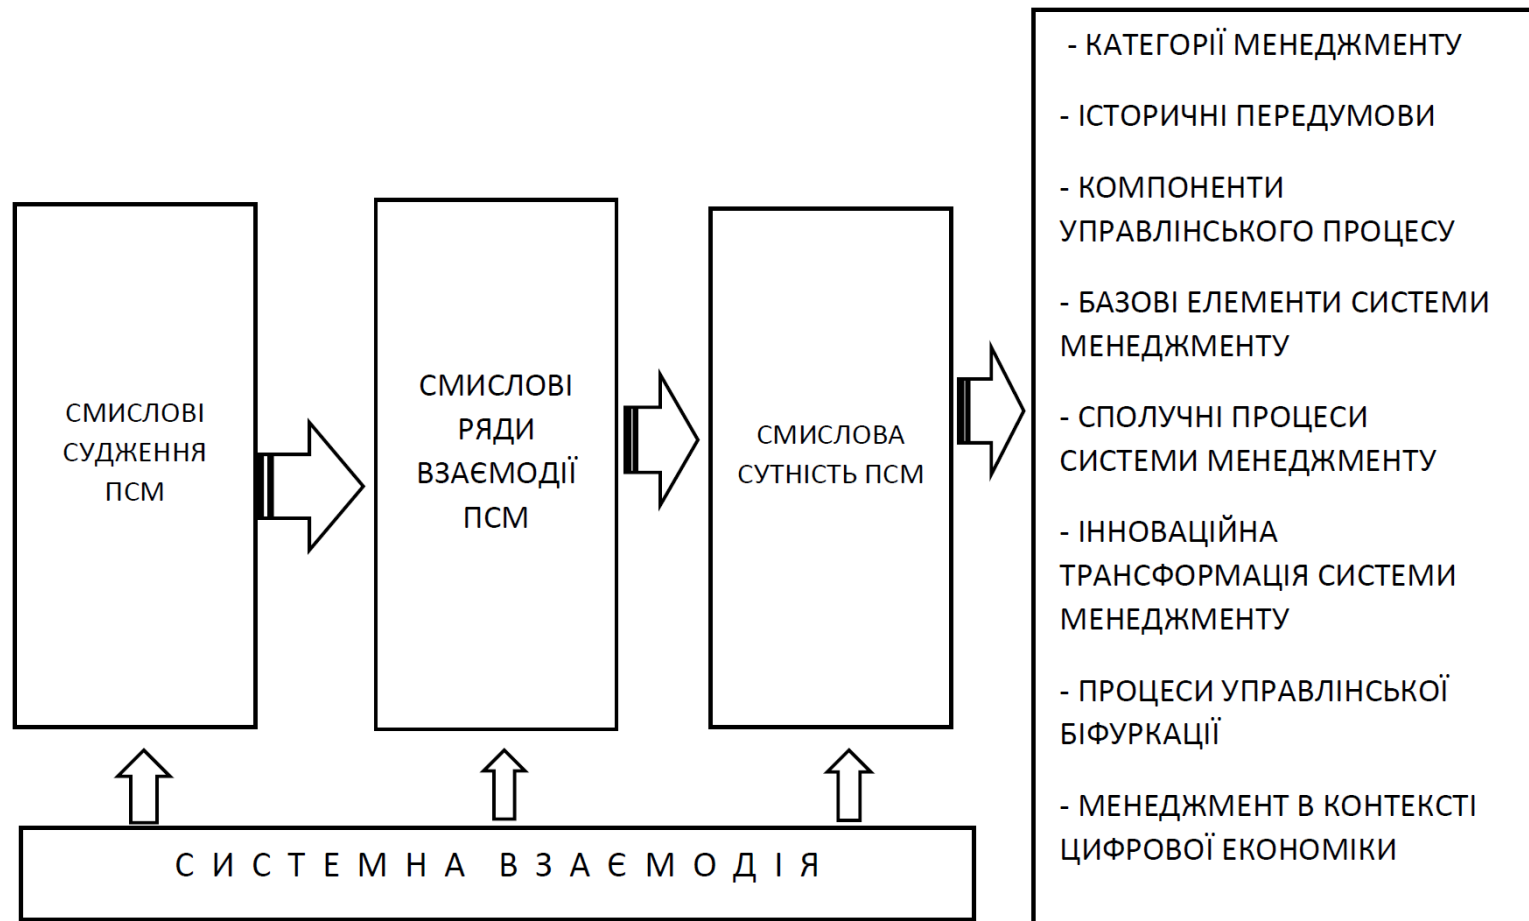 СМИСЛОВІ
СУДЖЕННЯ
ПСМ
СМИСЛОВІ
РЯДИ
ВЗАЄМОДІЇ
ПСМ
СМИСЛОВА
СУТНІСТЬ ПСМ
- КАТЕГОРІЇ МЕНЕДЖМЕНТУ
- ІСТОРИЧНІ ПЕРЕДУМОВИ
- КОМПОНЕНТИ
УПРАВЛІНСЬКОГО ПРОЦЕСУ
- БАЗОВІ ЕЛЕМЕНТИ СИСТЕМИ
МЕНЕДЖМЕНТУ
- СПОЛУЧНІ ПРОЦЕСИ
СИСТЕМИ МЕНЕДЖМЕНТУ
- ІННОВАЦІЙНА
ТРАНСФОРМАЦІЯ СИСТЕМИ
МЕНЕДЖМЕНТУ
- ПРОЦЕСИ УПРАВЛІНСЬКОЇ
БІФУРКАЦІЇ
- МЕНЕДЖМЕНТ В КОНТЕКСТІ
ЦИФРОВОЇ ЕКОНОМІКИ
С И С Т Е М Н А В З А Є М О Д І Я